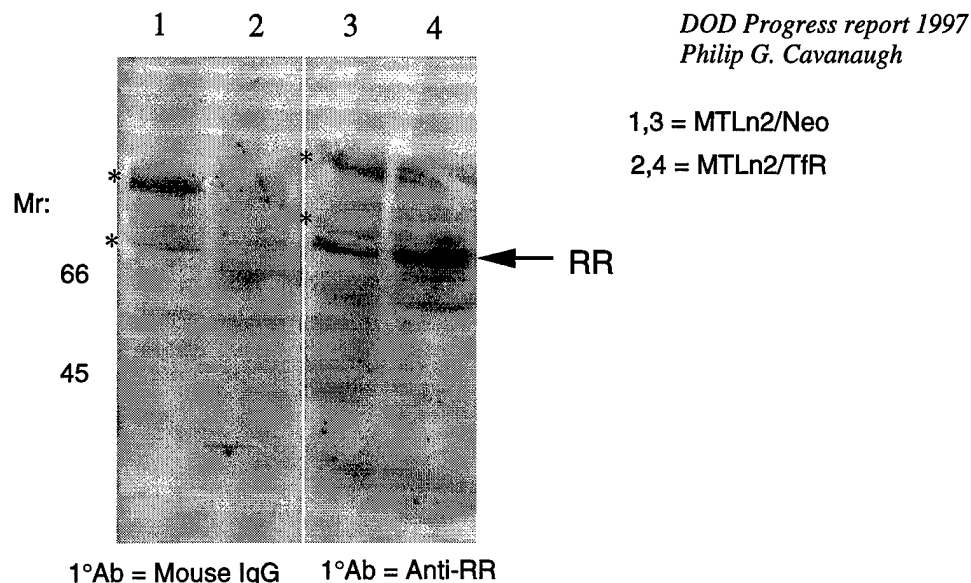 1 2 3 4
DOD Progress report 1997
Philip G. Cavanaugh
1,3 = MTLn2/Neo
2,4 = MTLn2/TfR
*
*
*
*
Mr:
RR
66
45
1°Ab = Mouse IgG 1°Ab = Anti-RR